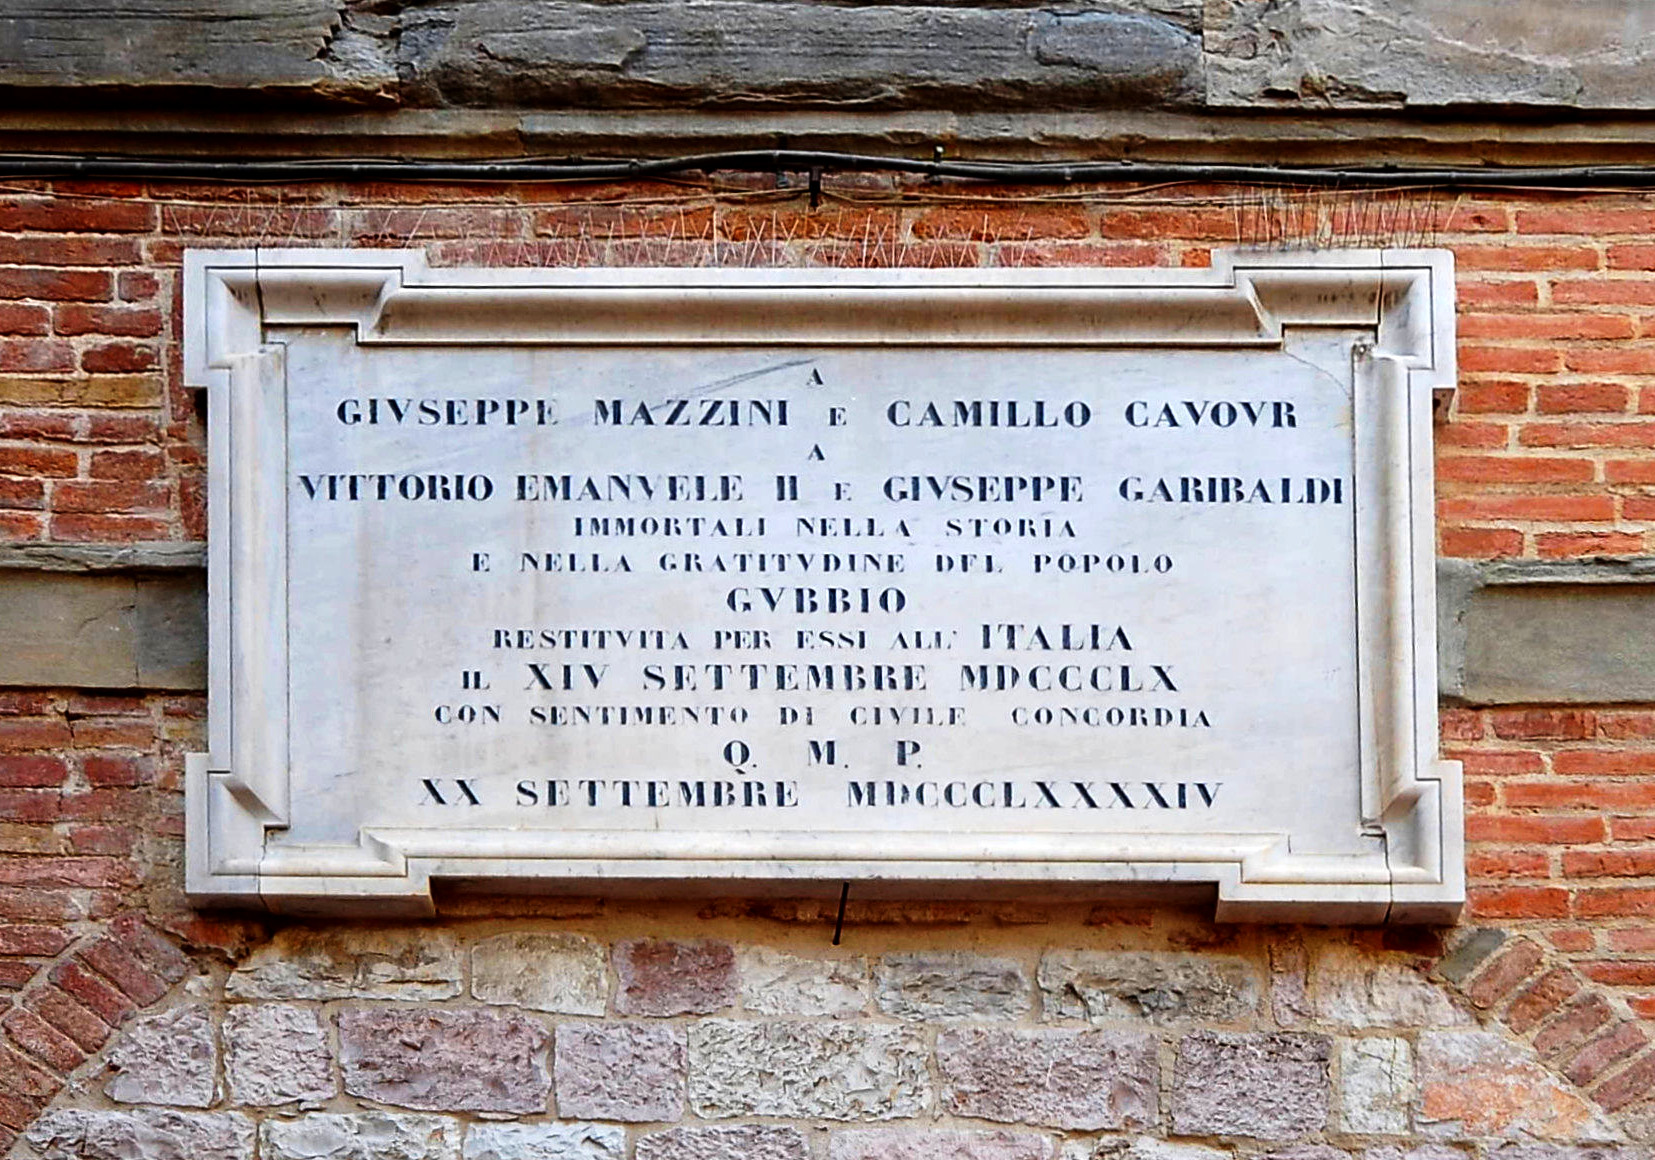 A
GIVSEPPE MAZZINI E CAMILLO CAVOVR
A
VITTORIO EMANVELE II E GIVSEPPE GARIBALDI
IMMORTALI NELLA STORIA
E NELLA GRATITVDINE DEL POPOLO
GVBBIO
RESTITVITA PER ESSI ALL' ITALIA
IL XIV SETTEMBRE MDCCCLX
CON SENTIMENTO DI CIVILE CONCORDIA
Q. M. P.
XX SETTEMBRE MDCCCLXXXXIV